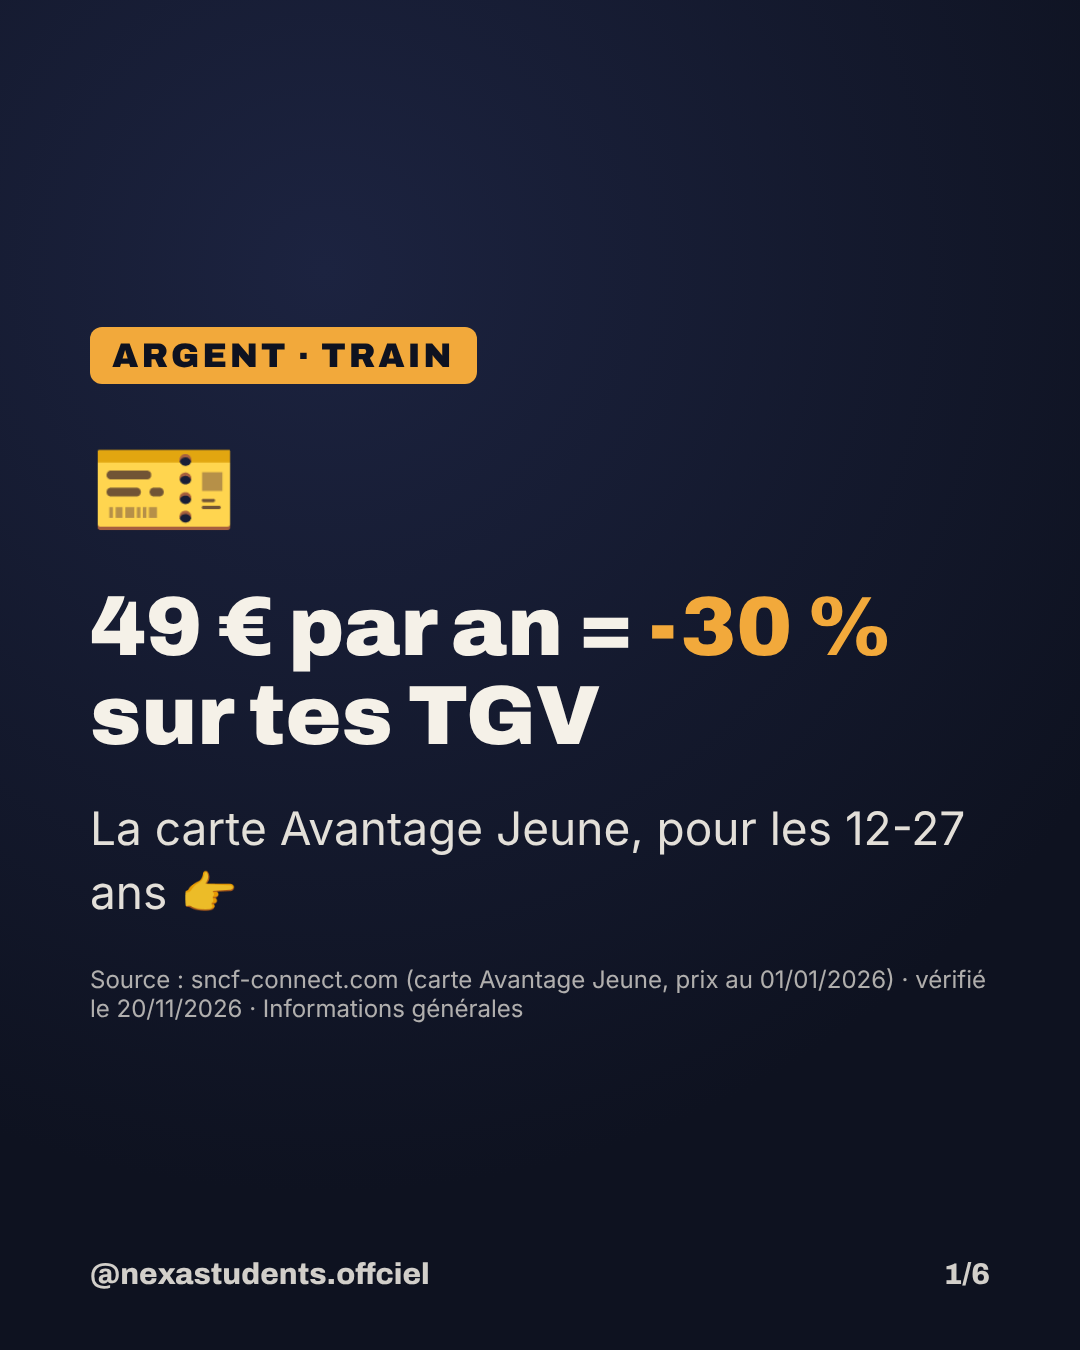 ARGENT · TRAIN
49 € par an = -30 %
sur tes TGV
La carte Avantage Jeune, pour les 12-27
ans 👉
Source : sncf-connect.com (carte Avantage Jeune, prix au 01/01/2026) · vérifié
le 20/11/2026 · Informations générales
@nexastudents.offciel
1/6